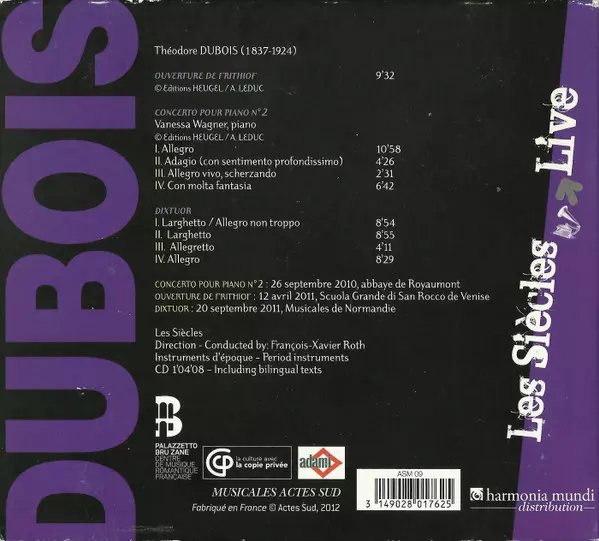 DUBOIS
Théodore DUBOIS (1837-1924)
OUVERTURE DE FRITHIOF 9'32
© Editions HEUGEL / A. LEDUC
CONCERTO POUR PIANO N°2
Vanessa Wagner, piano
© Editions HEUGEL / A. LEDUC
I. Allegro 10'58
II. Adagio (con sentimento profondissimo) 4'26
III. Allegro vivo, scherzando 2'31
IV. Con molta fantasia 6'42
DIXTUOR
I. Larghetto / Allegro non troppo 8'54
II. Larghetto 8'55
III. Allegretto 4'11
IV. Allegro 8'29
CONCERTO POUR PIANO N°2 : 26 septembre 2010, abbaye de Royaumont
OUVERTURE DE FRITHIOF : 12 avril 2011, Scuola Grande di San Rocco de Venise
DIXTUOR : 20 septembre 2011, Musicales de Normandie
Les Siècles
Direction - Conducted by: François-Xavier Roth
Instruments d'époque - Period instruments
CD 1'04'08 – Including bilingual texts
PALAZZETTO
BRU ZANE
CENTRE
DE MUSIQUE
ROMANTIQUE
FRANÇAISE
la culture avec
la copie privée
adami
MUSICALES ACTES SUD
Fabriqué en France © Actes Sud, 2012
ASM 09
3 149028 017625
harmonia mundi
distribution
Les Siècles Live